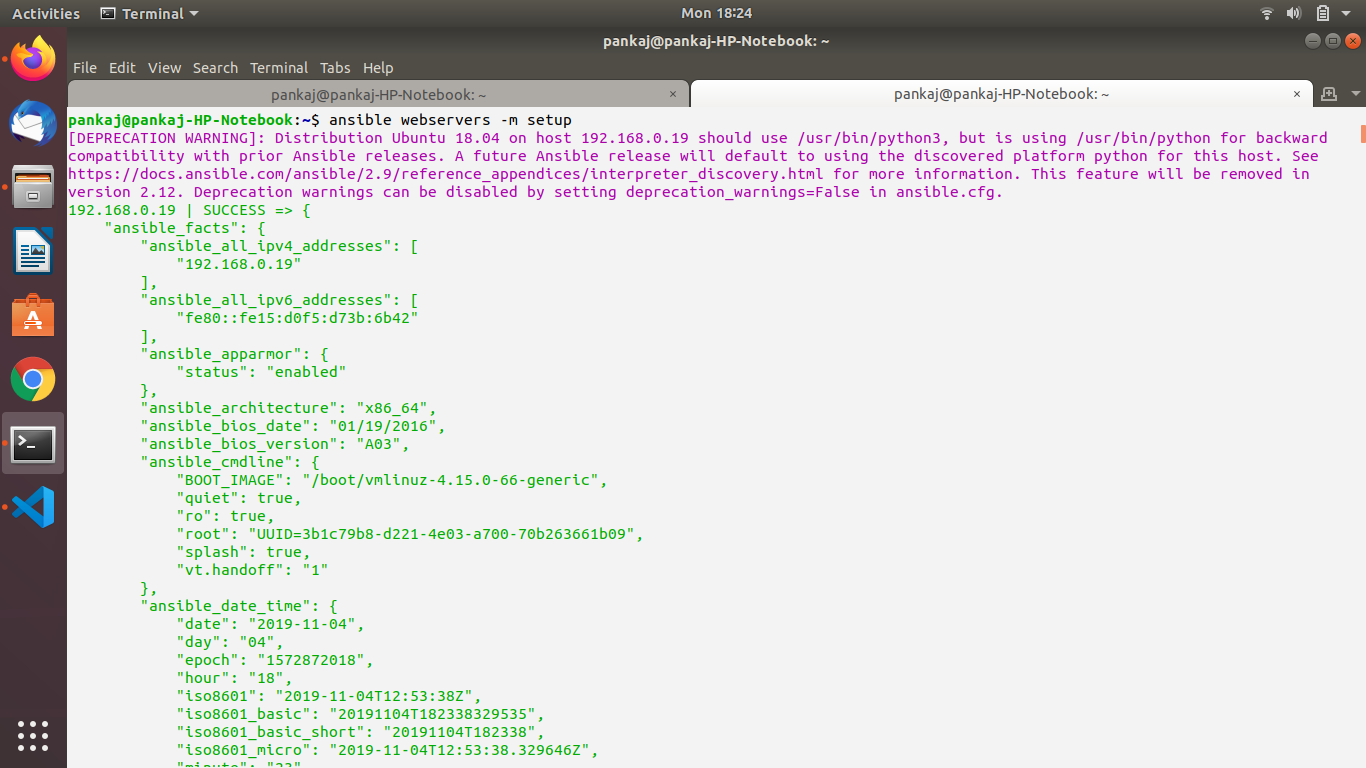 Activities Terminal Mon 18:24
pankaj@pankaj-HP-Notebook: ~
File Edit View Search Terminal Tabs Help
pankaj@pankaj-HP-Notebook: ~ × pankaj@pankaj-HP-Notebook: ~ ×
pankaj@pankaj-HP-Notebook:~$ ansible webservers -m setup
[DEPRECATION WARNING]: Distribution Ubuntu 18.04 on host 192.168.0.19 should use /usr/bin/python3, but is using /usr/bin/python for backward
compatibility with prior Ansible releases. A future Ansible release will default to using the discovered platform python for this host. See
https://docs.ansible.com/ansible/2.9/reference_appendices/interpreter_discovery.html for more information. This feature will be removed in
version 2.12. Deprecation warnings can be disabled by setting deprecation_warnings=False in ansible.cfg.
192.168.0.19 | SUCCESS => {
    "ansible_facts": {
        "ansible_all_ipv4_addresses": [
            "192.168.0.19"
        ],
        "ansible_all_ipv6_addresses": [
            "fe80::fe15:d0f5:d73b:6b42"
        ],
        "ansible_apparmor": {
            "status": "enabled"
        },
        "ansible_architecture": "x86_64",
        "ansible_bios_date": "01/19/2016",
        "ansible_bios_version": "A03",
        "ansible_cmdline": {
            "BOOT_IMAGE": "/boot/vmlinuz-4.15.0-66-generic",
            "quiet": true,
            "ro": true,
            "root": "UUID=3b1c79b8-d221-4e03-a700-70b263661b09",
            "splash": true,
            "vt.handoff": "1"
        },
        "ansible_date_time": {
            "date": "2019-11-04",
            "day": "04",
            "epoch": "1572872018",
            "hour": "18",
            "iso8601": "2019-11-04T12:53:38Z",
            "iso8601_basic": "20191104T182338329535",
            "iso8601_basic_short": "20191104T182338",
            "iso8601_micro": "2019-11-04T12:53:38.329646Z",